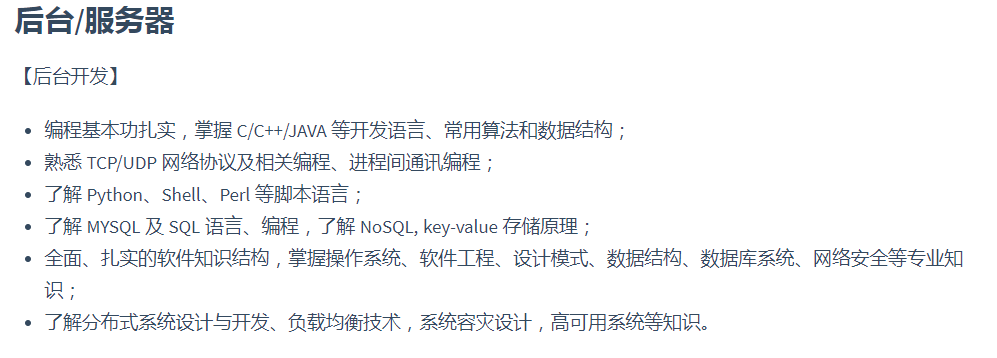 后台/服务器
【后台开发】
• 编程基本功扎实，掌握 C/C++/JAVA 等开发语言、常用算法和数据结构；
• 熟悉 TCP/UDP 网络协议及相关编程、进程间通讯编程；
• 了解 Python、Shell、Perl 等脚本语言；
• 了解 MYSQL 及 SQL 语言、编程，了解 NoSQL, key-value 存储原理；
• 全面、扎实的软件知识结构，掌握操作系统、软件工程、设计模式、数据结构、数据库系统、网络安全等专业知
识；
• 了解分布式系统设计与开发、负载均衡技术，系统容灾设计，高可用系统等知识。